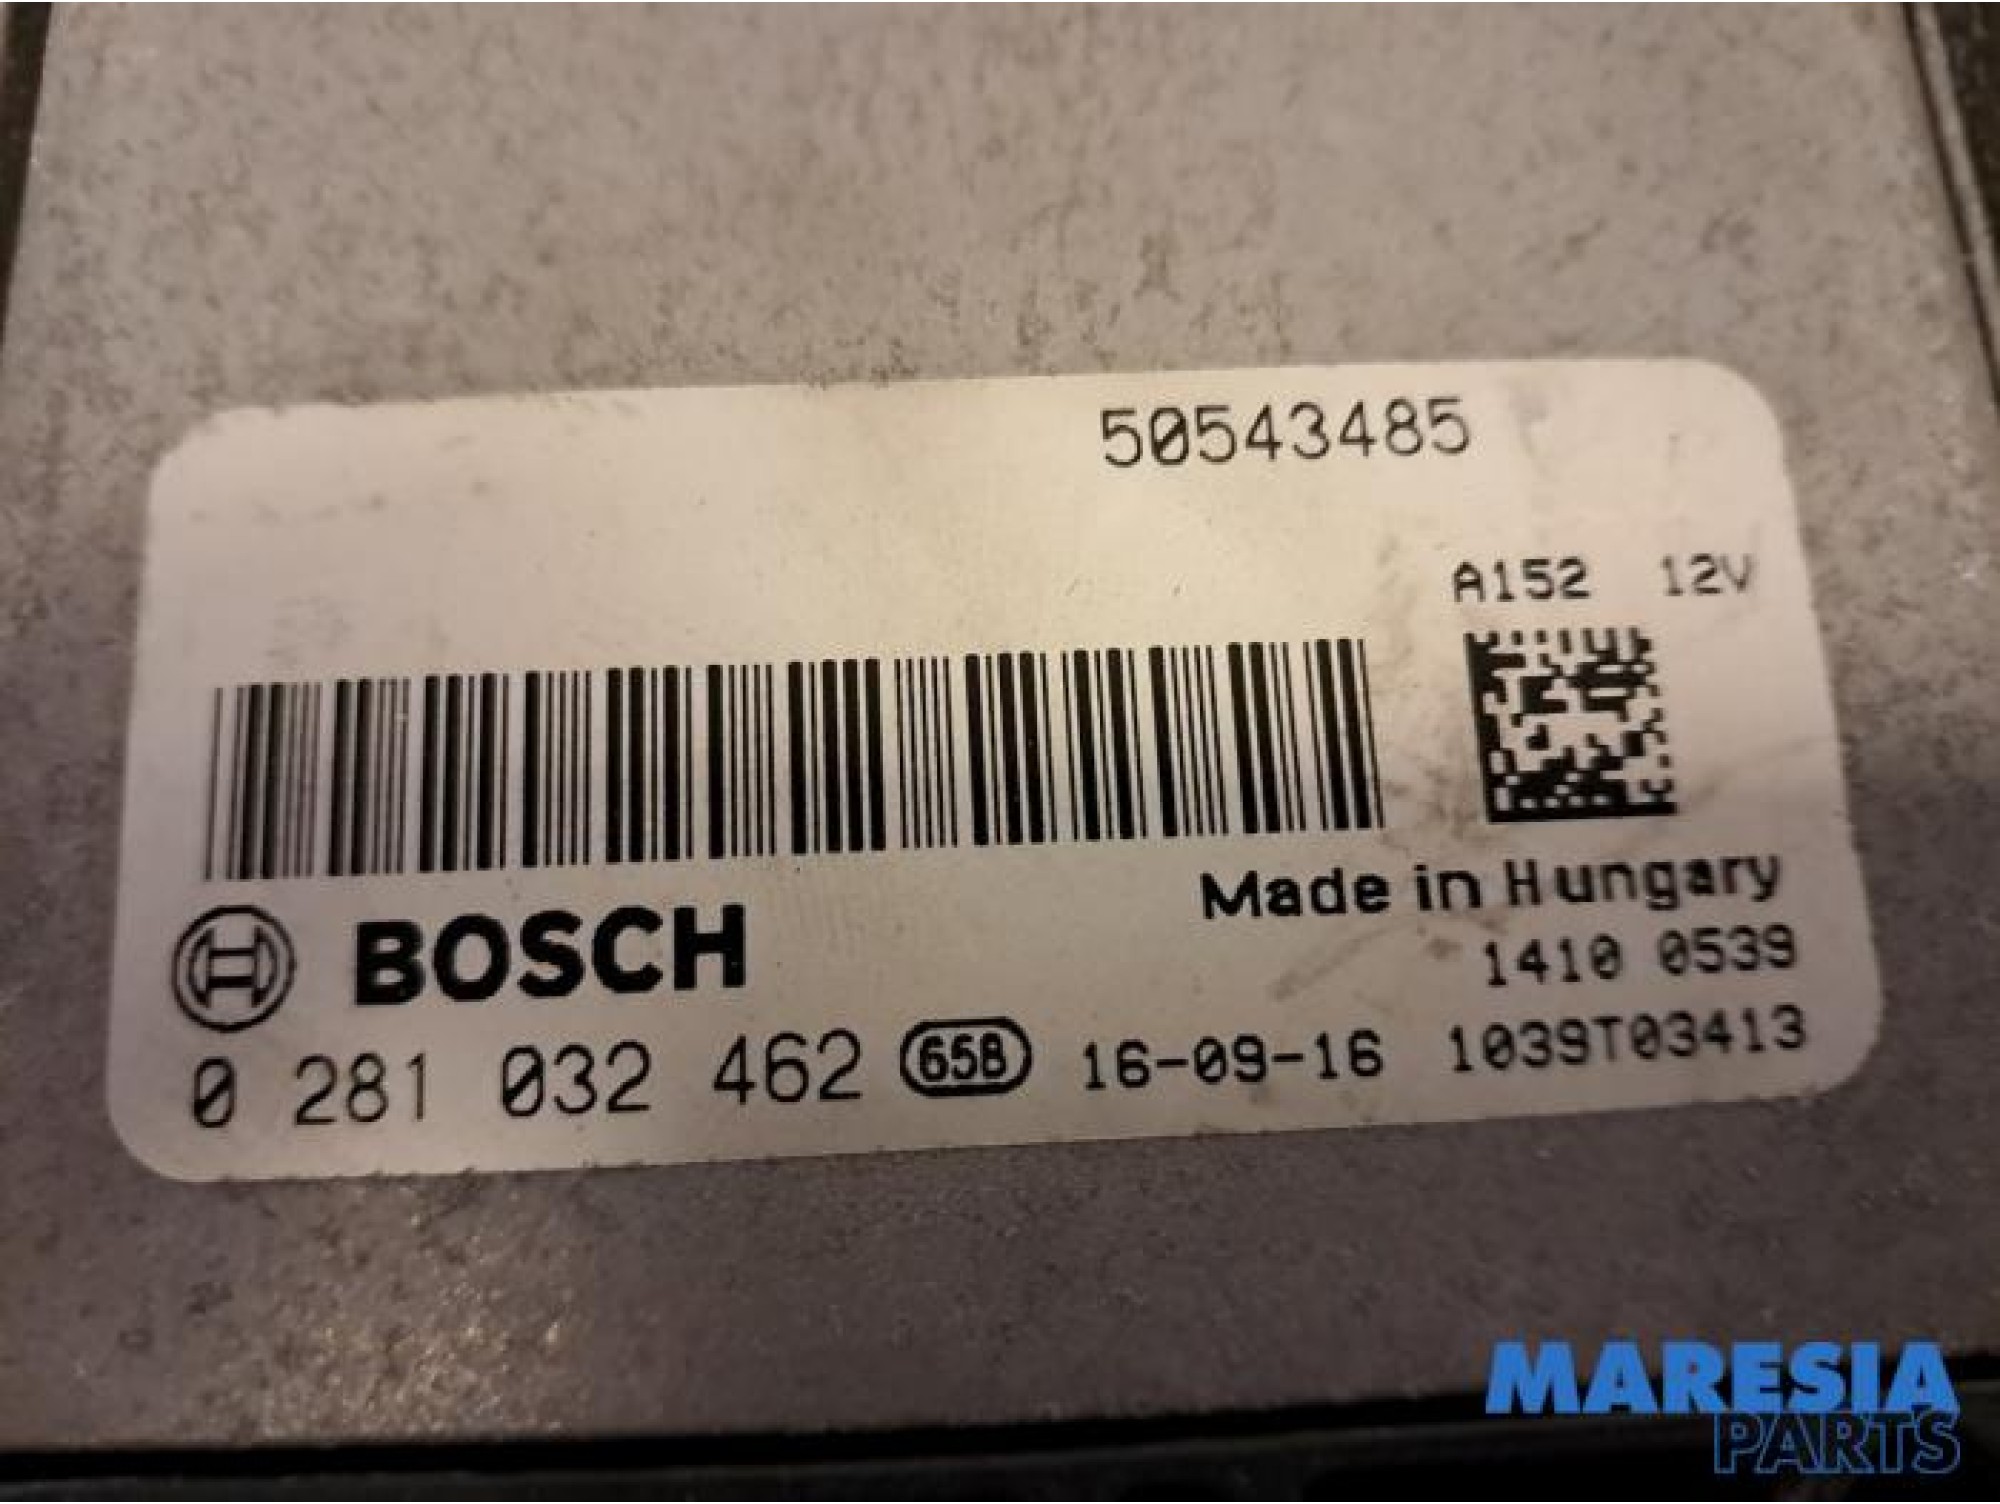 50543485
A152 12V
Made in Hungary
BOSCH
1410 0539
0 281 032 462 65B 16-09-16 1039T03413
MARESIA
PARTS